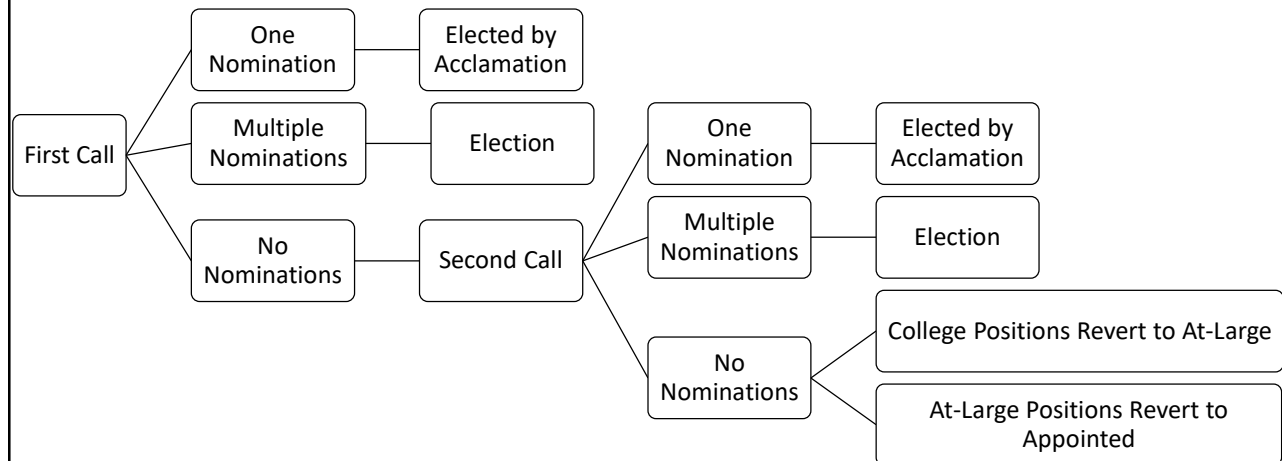 First Call
One
Nomination
Elected by
Acclamation
Multiple
Nominations
Election
No
Nominations
Second Call
One
Nomination
Elected by
Acclamation
Multiple
Nominations
Election
No
Nominations
College Positions Revert to At-Large
At-Large Positions Revert to
Appointed